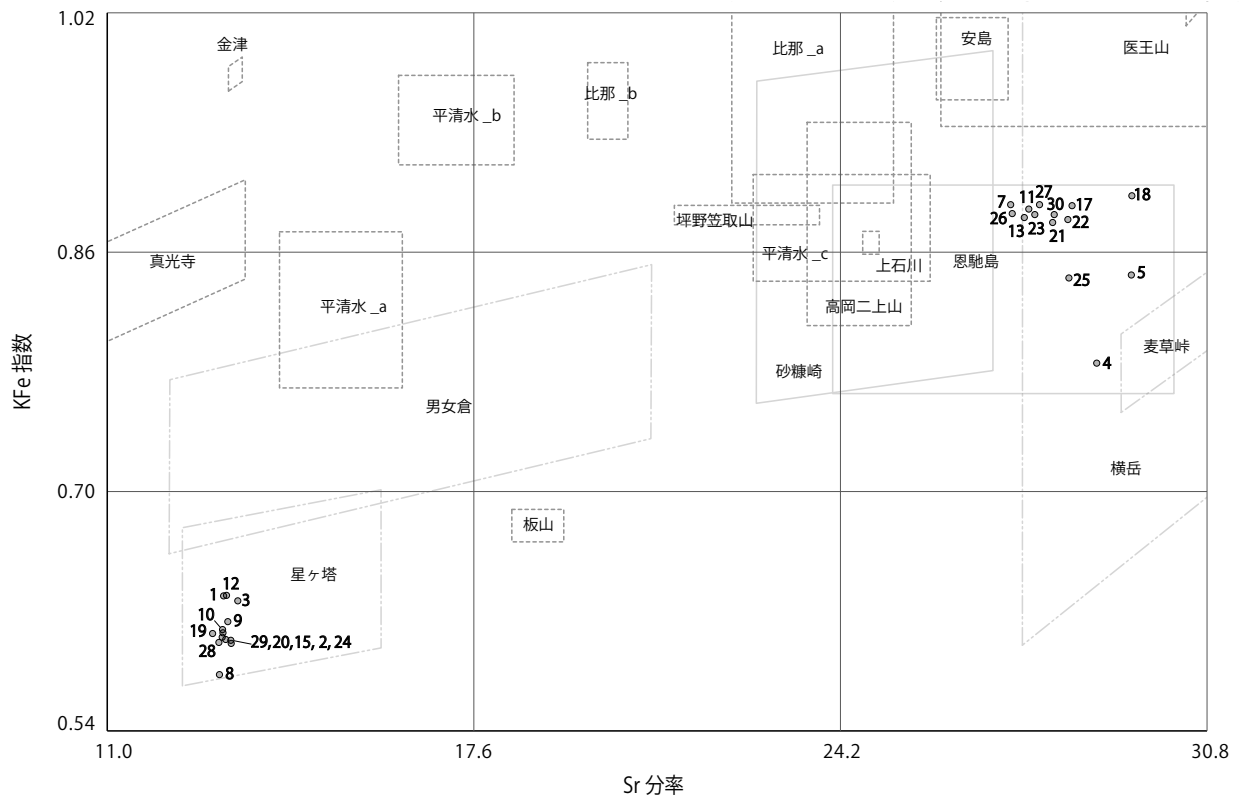 1.02
金津
比那 _a
安島
医王山
比那 _b
平清水 _b
7 11 27 30 17 18
26 13 23 21 22
坪野笠取山
0.86
真光寺
平清水 _c
上石川
恩馳島
25 5
平清水 _a
高岡二上山
KFe 指数
麦草峠
4
砂糠崎
男女倉
横岳
0.70
板山
星ヶ塔
1 12 3
10 9
19 29,20,15, 2, 24
28
8
0.54
11.0 17.6 24.2 30.8
Sr 分率